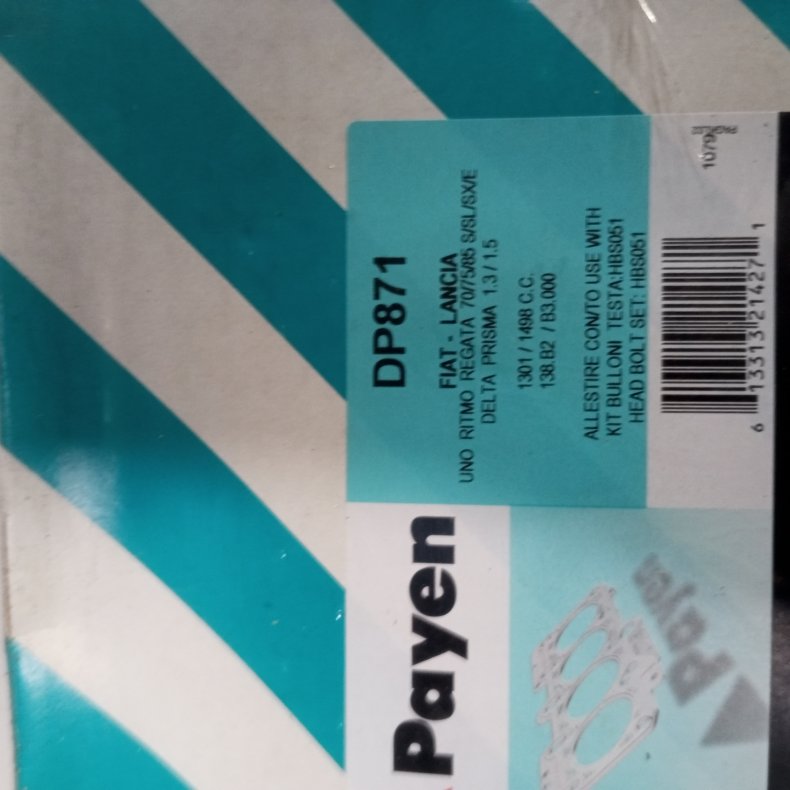 DP871
FIAT - LANCIA
UNO RITMO REGATA 70/75/85 S/SL/SX/E
DELTA PRISMA 1.3 / 1.5
1301 / 1498 C.C.
138.B2 / B3.000
ALLESTIRE CON/TO USE WITH
KIT BULLONI TESTA:HBS051
HEAD BOLT SET: HBS051
1079
6 13313 21427 1
Payen
Payen